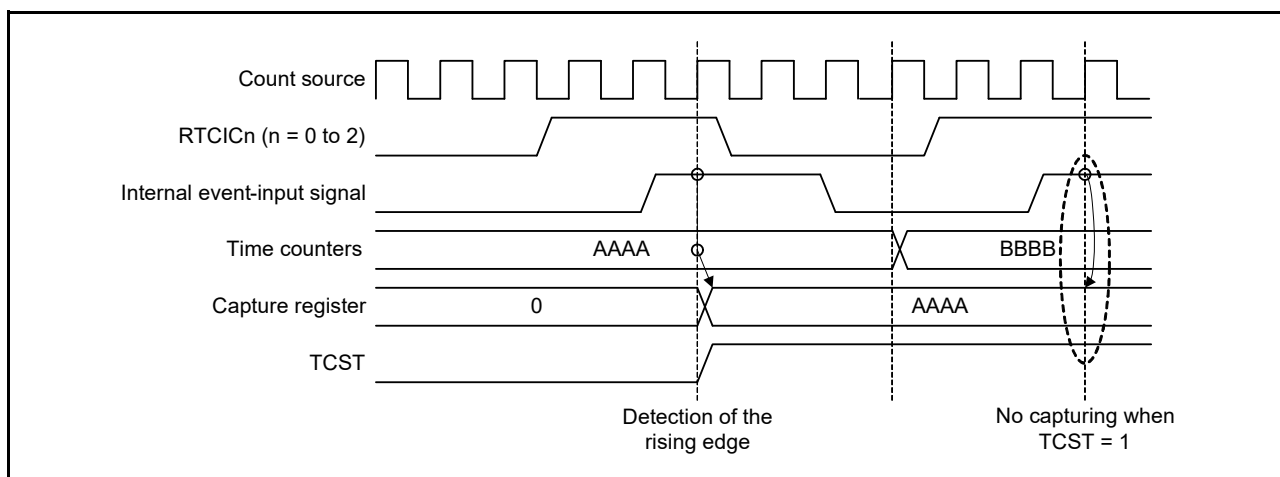 Count source
RTCICn (n = 0 to 2)
Internal event-input signal
Time counters
AAAA
BBBB
Capture register
0
AAAA
TCST
Detection of the
rising edge
No capturing when
TCST = 1